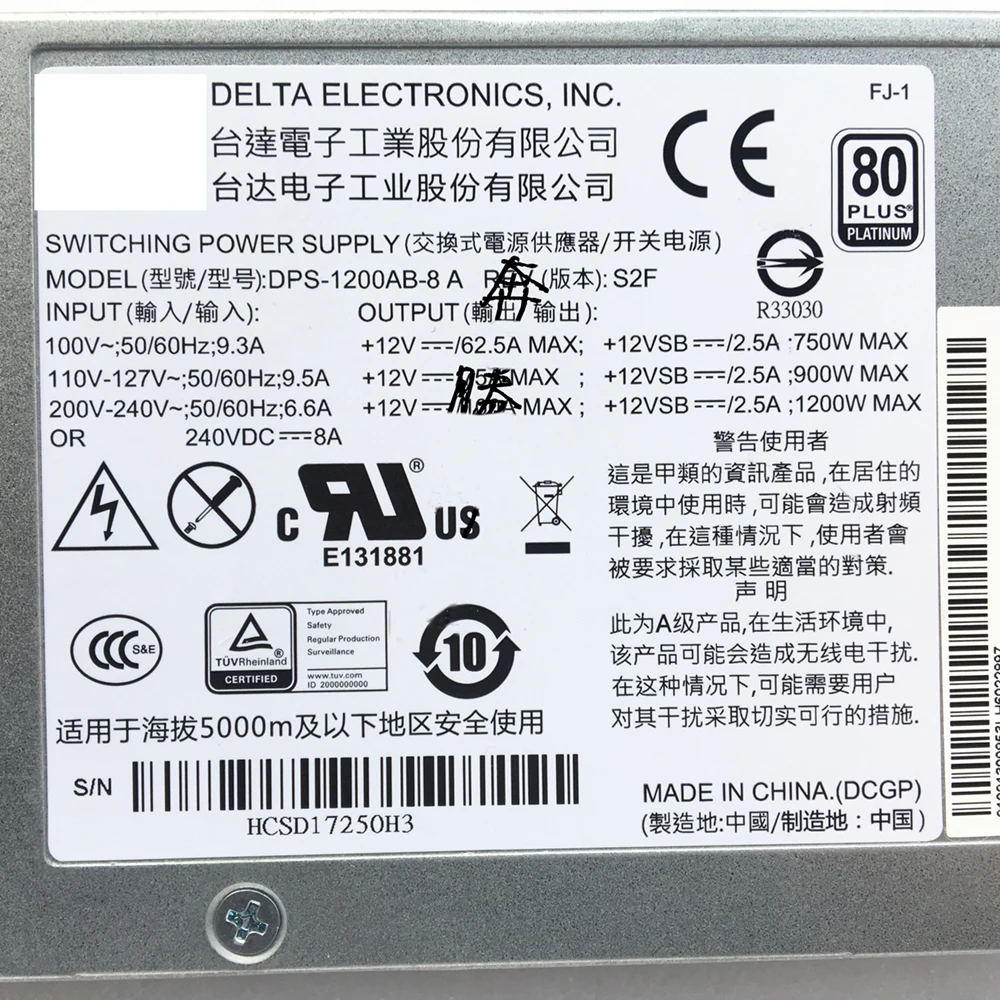 DELTA ELECTRONICS, INC.
FJ-1
台達電子工業股份有限公司
台达电子工业股份有限公司
CE
80
PLUS®
PLATINUM
SWITCHING POWER SUPPLY(交換式電源供應器/开关电源)
MODEL(型號/型号):DPS-1200AB-8 A (版本): S2F
奔
R33030
INPUT(輸入/输入):
OUTPUT(輸出 输出):
100V~;50/60Hz;9.3A +12V⎓/62.5A MAX; +12VSB⎓/2.5A ;750W MAX
110V-127V~;50/60Hz;9.5A +12V⎓ MAX ; +12VSB⎓/2.5A ;900W MAX
200V-240V~;50/60Hz;6.6A +12V⎓ MAX ; +12VSB⎓/2.5A ;1200W MAX
OR 240VDC⎓8A
警告使用者
這是甲類的資訊產品,在居住的
環境中使用時,可能會造成射頻
干擾,在這種情況下,使用者會
被要求採取某些適當的對策.
声明
此为A级产品,在生活环境中,
该产品可能会造成无线电干扰.
在这种情况下,可能需要用户
对其干扰采取切实可行的措施.
C RU® US
E131881
CCC S&E
TÜVRheinland®
CERTIFIED
Type Approved
Safety
Regular Production
Surveillance
www.tuv.com
ID 2000000000
10
适用于海拔5000m及以下地区安全使用
S/N
HCSD17250H3
MADE IN CHINA.(DCGP)
(製造地:中國/制造地：中国)